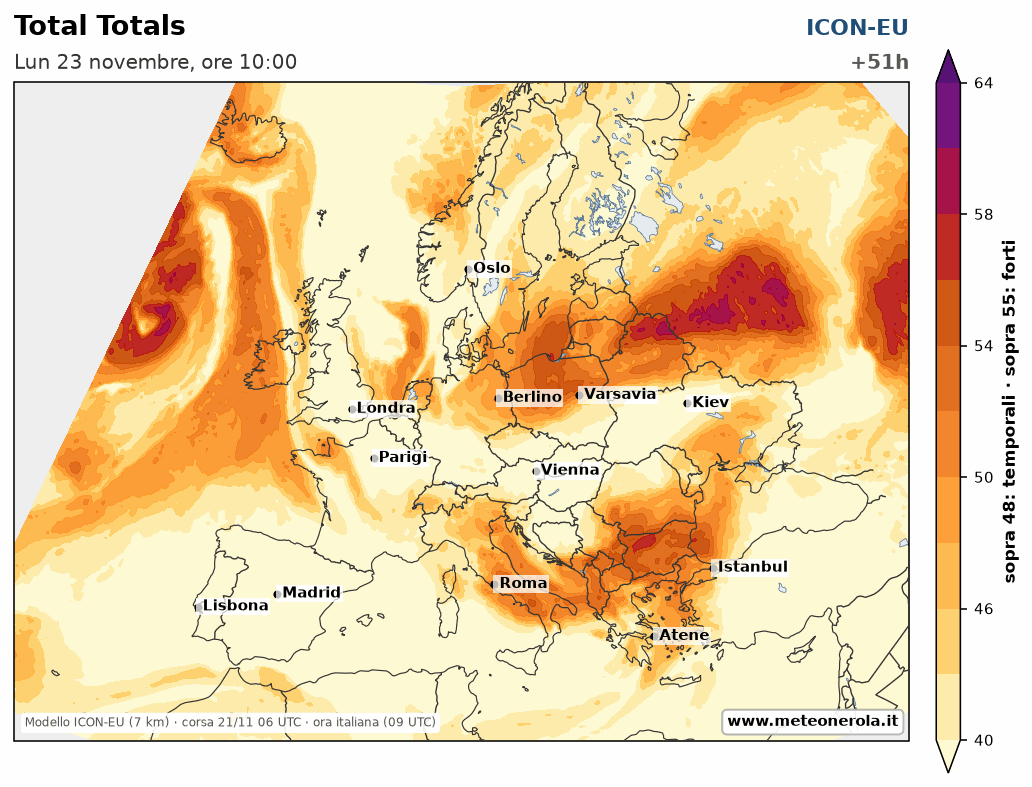 Total Totals
ICON-EU
Lun 23 novembre, ore 10:00
+51h
64
58
54
50
46
40
sopra 48: temporali · sopra 55: forti
Oslo
Berlino
Varsavia
Kiev
Londra
Parigi
Vienna
Istanbul
Roma
Madrid
Lisbona
Atene
Modello ICON-EU (7 km) · corsa 21/11 06 UTC · ora italiana (09 UTC)
www.meteonerola.it